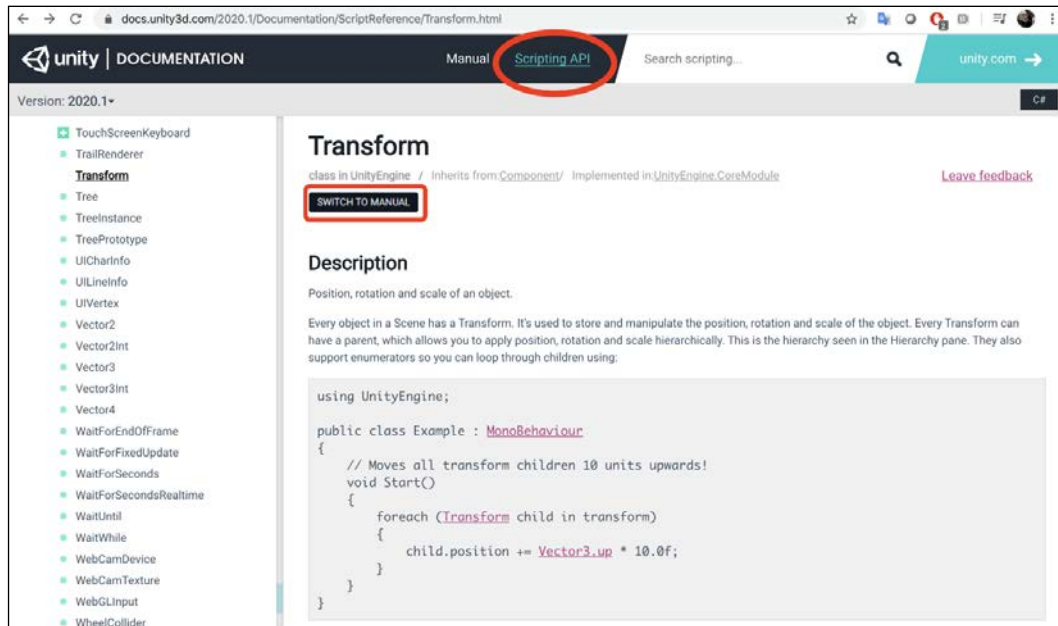 docs.unity3d.com/2020.1/Documentation/ScriptReference/Transform.html
unity | DOCUMENTATION
Manual
Scripting API
Search scripting...
unity.com →
Version: 2020.1
C#
TouchScreenKeyboard
TrailRenderer
Transform
Tree
TreeInstance
TreePrototype
UICharInfo
UILineInfo
UIVertex
Vector2
Vector2Int
Vector3
Vector3Int
Vector4
WaitForEndOfFrame
WaitForFixedUpdate
WaitForSeconds
WaitForSecondsRealtime
WaitUntil
WaitWhile
WebCamDevice
WebCamTexture
WebGLInput
WheelCollider
Transform
class in UnityEngine / Inherits from:Component/ Implemented in:UnityEngine.CoreModule
Leave feedback
SWITCH TO MANUAL
Description
Position, rotation and scale of an object.
Every object in a Scene has a Transform. It's used to store and manipulate the position, rotation and scale of the object. Every Transform can
have a parent, which allows you to apply position, rotation and scale hierarchically. This is the hierarchy seen in the Hierarchy pane. They also
support enumerators so you can loop through children using:
using UnityEngine;
public class Example : MonoBehaviour
{
// Moves all transform children 10 units upwards!
void Start()
{
foreach (Transform child in transform)
{
child.position += Vector3.up * 10.0f;
}
}
}